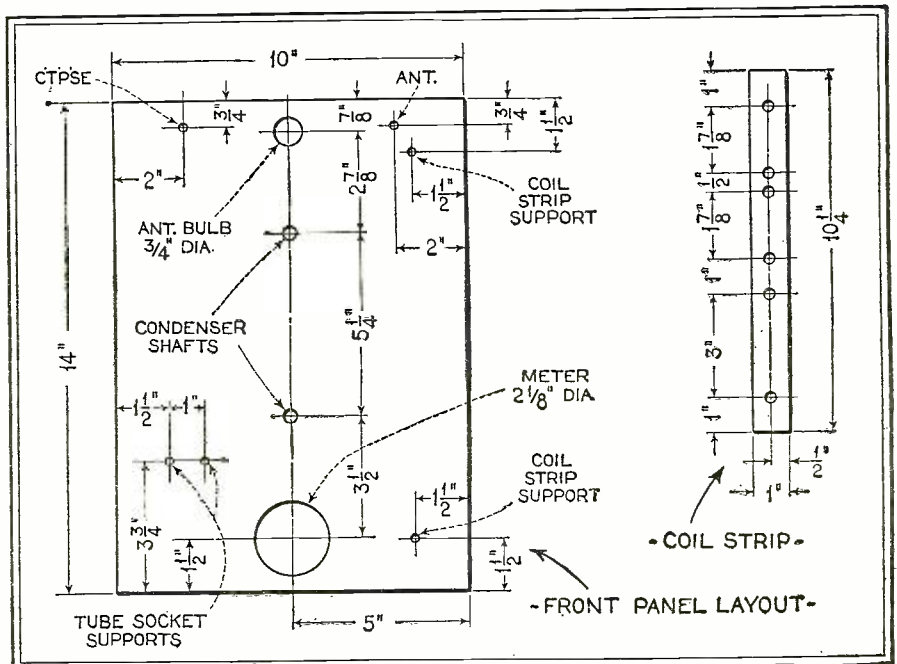 10"
CTPSE
ANT.
3/4"
7/8"
3/4"
1 1/2"
2"
2 7/8"
1 1/2"
COIL
STRIP
SUPPORT
ANT. BULB
3/4" DIA.
2"
CONDENSER
SHAFTS
5 1/4"
14"
METER
2 1/8" DIA.
1 1/2"
1"
3 1/2"
COIL
STRIP
SUPPORT
1 1/2"
3 3/4"
1 1/2"
1 1/2"
TUBE SOCKET
SUPPORTS
5"
-FRONT PANEL LAYOUT-
1"
1 7/8"
1/2"
1 7/8"
10 1/4"
1"
3"
1"
1/2"
1"
-COIL STRIP-